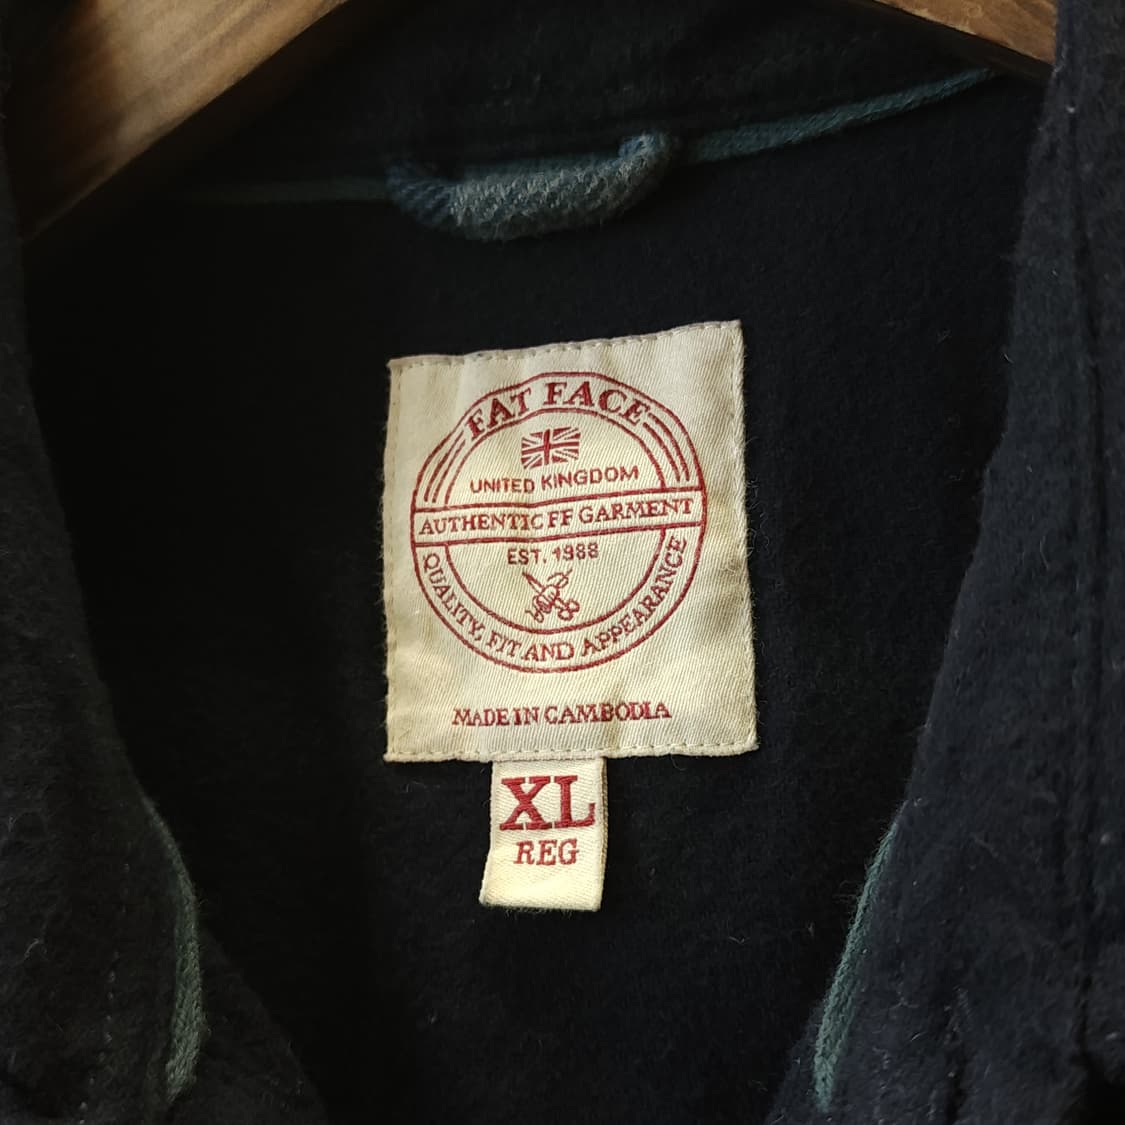 FAT FACE
UNITED KINGDOM
AUTHENTIC FF GARMENT
EST. 1988
QUALITY, FIT AND APPEARANCE
MADE IN CAMBODIA
XL
REG